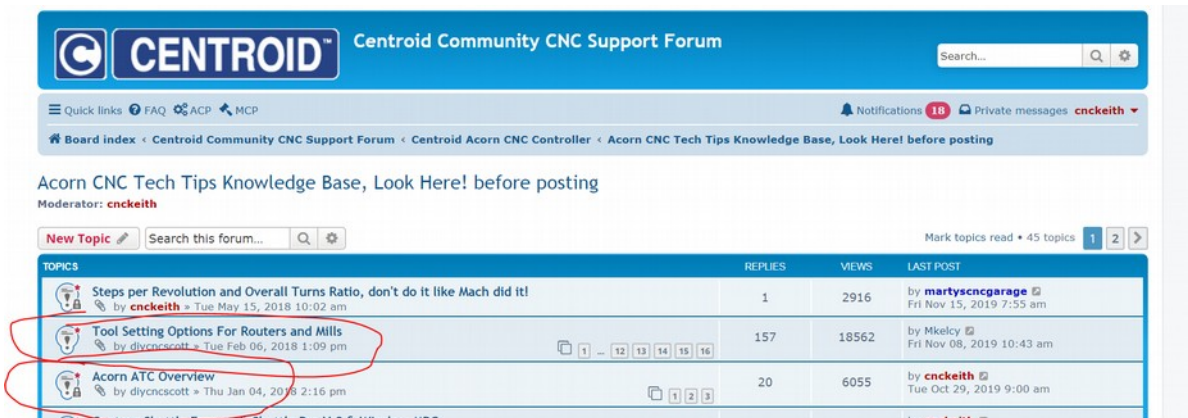 C CENTROID™
Centroid Community CNC Support Forum
Search...
Quick links FAQ ACP MCP
Notifications 18 Private messages cnckeith
Board index ‹ Centroid Community CNC Support Forum ‹ Centroid Acorn CNC Controller ‹ Acorn CNC Tech Tips Knowledge Base, Look Here! before posting
Acorn CNC Tech Tips Knowledge Base, Look Here! before posting
Moderator: cnckeith
New Topic Search this forum... Mark topics read • 45 topics 1 2
TOPICS REPLIES VIEWS LAST POST
Steps per Revolution and Overall Turns Ratio, don't do it like Mach did it! 1 2916 by martyscncgarage
by cnckeith » Tue May 15, 2018 10:02 am Fri Nov 15, 2019 7:55 am
Tool Setting Options For Routers and Mills 157 18562 by Mkelcy
by diycncscott » Tue Feb 06, 2018 1:09 pm 1 … 12 13 14 15 16 Fri Nov 08, 2019 10:43 am
Acorn ATC Overview 20 6055 by cnckeith
by diycncscott » Thu Jan 04, 2018 2:16 pm 1 2 3 Tue Oct 29, 2019 9:00 am